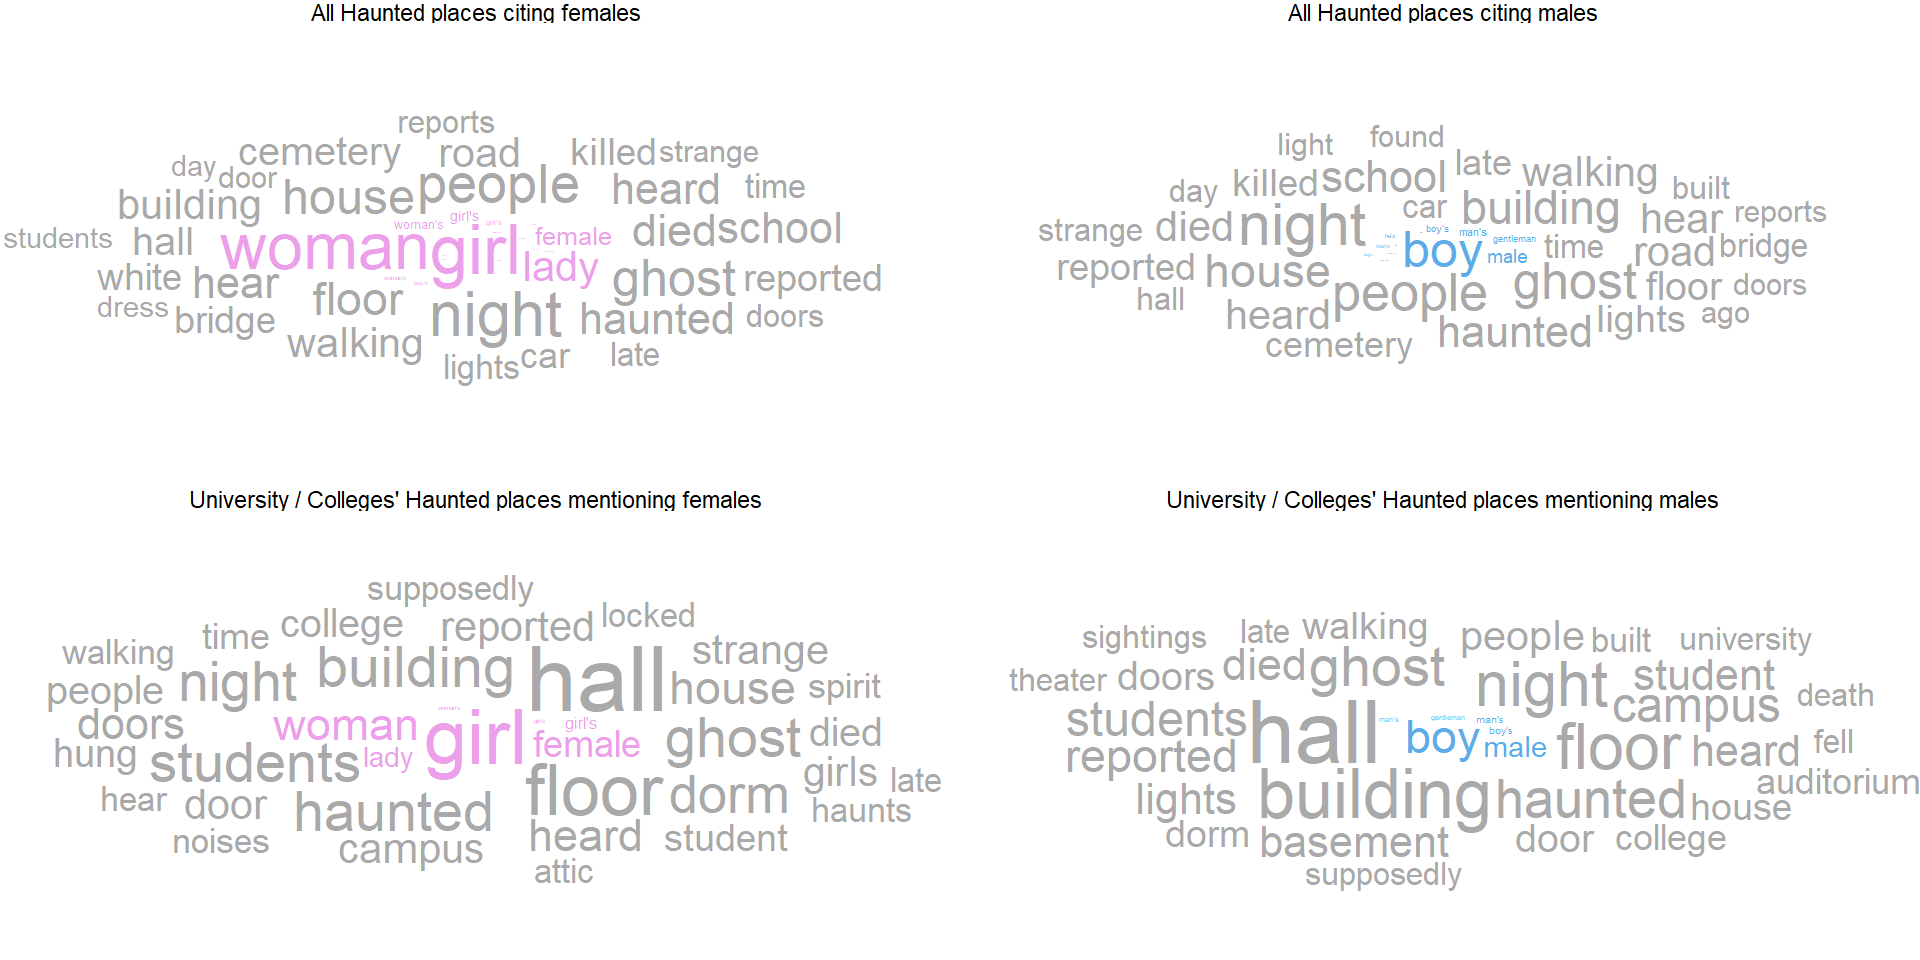 All Haunted places citing females
reports
cemetery road killed strange
day door house people heard time
building woman's girl's female died school
students hall woman girl lady
white hear floor ghost reported
dress bridge night haunted doors
walking lights car late
All Haunted places citing males
light found
day killed school late walking built
strange died night car building hear reports
boy's man's gentleman
boy male time road bridge
reported house people ghost floor doors
hall heard haunted lights ago
cemetery
University / Colleges' Haunted places mentioning females
supposedly
walking time college reported locked
people night building hall strange house spirit
doors woman girl girl's female ghost died
hung students lady girls late
hear door haunted floor dorm haunts
noises campus heard student
attic
University / Colleges' Haunted places mentioning males
sightings late walking people built university
theater doors died ghost night student death
students hall man's gentleman man's boy's campus
reported boy male floor heard fell
lights building haunted house auditorium
dorm basement door college
supposedly